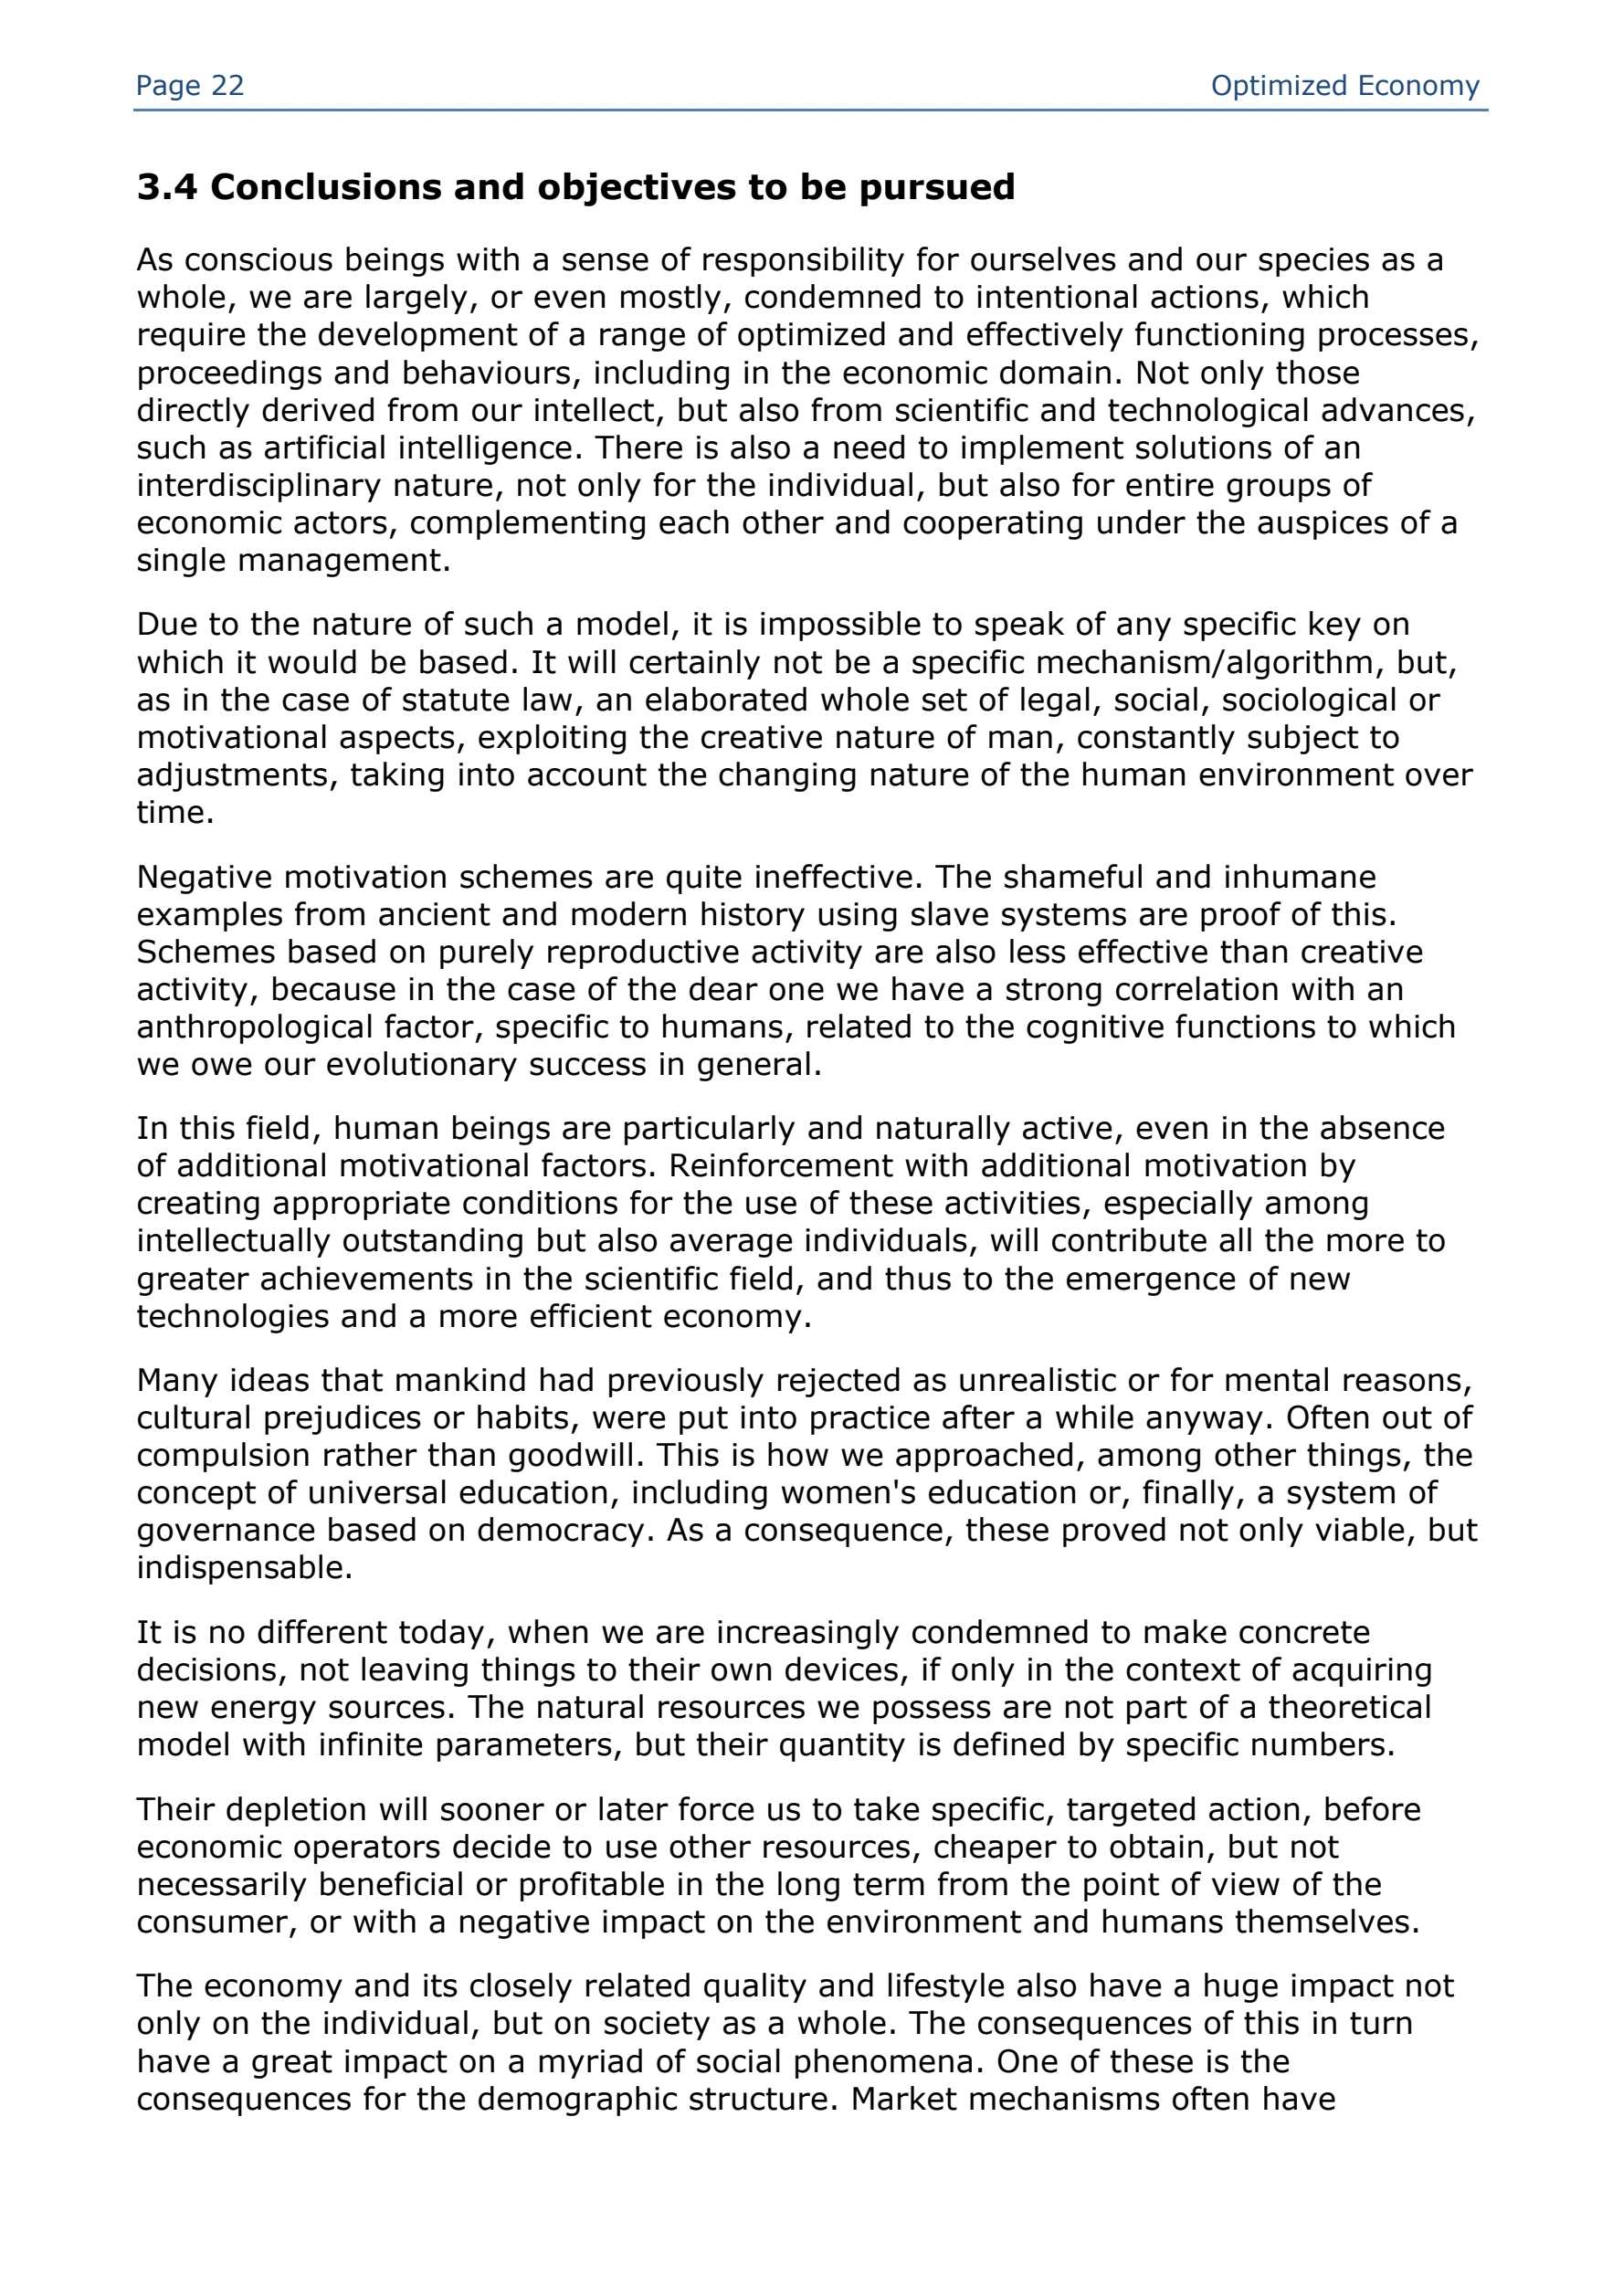 Page 22
Optimized Economy
3.4 Conclusions and objectives to be pursued
As conscious beings with a sense of responsibility for ourselves and our species as a
whole, we are largely, or even mostly, condemned to intentional actions, which
require the development of a range of optimized and effectively functioning processes,
proceedings and behaviours, including in the economic domain. Not only those
directly derived from our intellect, but also from scientific and technological advances,
such as artificial intelligence. There is also a need to implement solutions of an
interdisciplinary nature, not only for the individual, but also for entire groups of
economic actors, complementing each other and cooperating under the auspices of a
single management.
Due to the nature of such a model, it is impossible to speak of any specific key on
which it would be based. It will certainly not be a specific mechanism/algorithm, but,
as in the case of statute law, an elaborated whole set of legal, social, sociological or
motivational aspects, exploiting the creative nature of man, constantly subject to
adjustments, taking into account the changing nature of the human environment over
time.
Negative motivation schemes are quite ineffective. The shameful and inhumane
examples from ancient and modern history using slave systems are proof of this.
Schemes based on purely reproductive activity are also less effective than creative
activity, because in the case of the dear one we have a strong correlation with an
anthropological factor, specific to humans, related to the cognitive functions to which
we owe our evolutionary success in general.
In this field, human beings are particularly and naturally active, even in the absence
of additional motivational factors. Reinforcement with additional motivation by
creating appropriate conditions for the use of these activities, especially among
intellectually outstanding but also average individuals, will contribute all the more to
greater achievements in the scientific field, and thus to the emergence of new
technologies and a more efficient economy.
Many ideas that mankind had previously rejected as unrealistic or for mental reasons,
cultural prejudices or habits, were put into practice after a while anyway. Often out of
compulsion rather than goodwill. This is how we approached, among other things, the
concept of universal education, including women's education or, finally, a system of
governance based on democracy. As a consequence, these proved not only viable, but
indispensable.
It is no different today, when we are increasingly condemned to make concrete
decisions, not leaving things to their own devices, if only in the context of acquiring
new energy sources. The natural resources we possess are not part of a theoretical
model with infinite parameters, but their quantity is defined by specific numbers.
Their depletion will sooner or later force us to take specific, targeted action, before
economic operators decide to use other resources, cheaper to obtain, but not
necessarily beneficial or profitable in the long term from the point of view of the
consumer, or with a negative impact on the environment and humans themselves.
The economy and its closely related quality and lifestyle also have a huge impact not
only on the individual, but on society as a whole. The consequences of this in turn
have a great impact on a myriad of social phenomena. One of these is the
consequences for the demographic structure. Market mechanisms often have